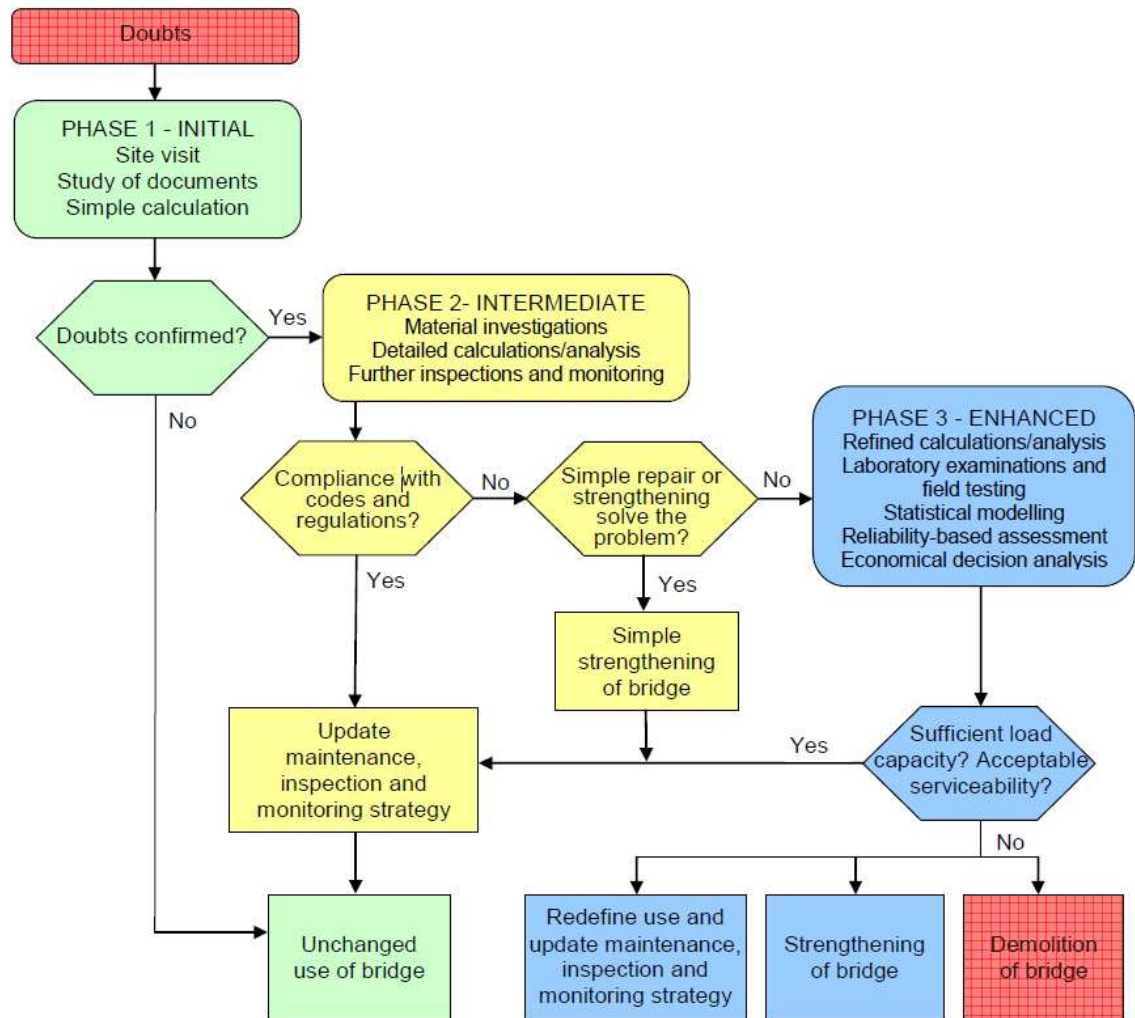 Doubts
PHASE 1 - INITIAL
Site visit
Study of documents
Simple calculation
Doubts confirmed?
Yes
No
PHASE 2- INTERMEDIATE
Material investigations
Detailed calculations/analysis
Further inspections and monitoring
Compliance with
codes and
regulations?
No
Yes
Simple repair or
strengthening
solve the
problem?
No
Yes
PHASE 3 - ENHANCED
Refined calculations/analysis
Laboratory examinations and
field testing
Statistical modelling
Reliability-based assessment
Economical decision analysis
Simple
strengthening
of bridge
Update
maintenance,
inspection and
monitoring strategy
Yes
Sufficient load
capacity? Acceptable
serviceability?
No
Unchanged
use of bridge
Redefine use and
update maintenance,
inspection and
monitoring strategy
Strengthening
of bridge
Demolition
of bridge